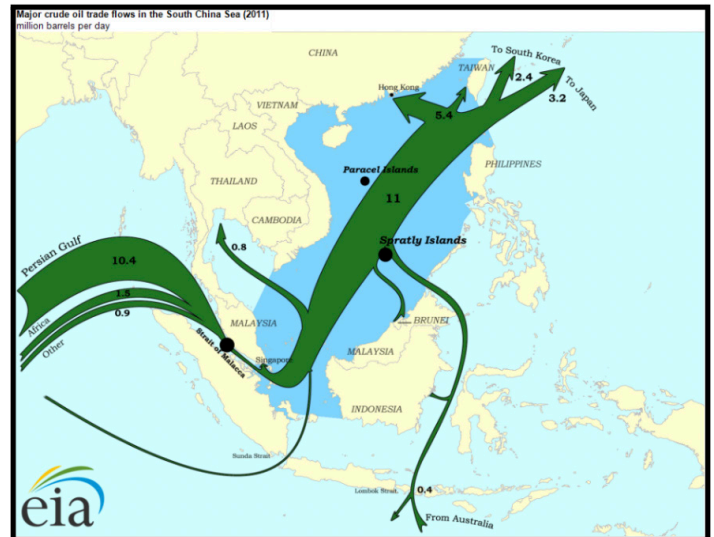 Major crude oil trade flows in the South China Sea (2011)
million barrels per day
CHINA
To South Korea
TAIWAN
2.4
To Japan
Hong Kong
3.2
5.4
VIETNAM
LAOS
PHILIPPINES
Paracel Islands
THAILAND
11
CAMBODIA
Spratly Islands
0.8
Persian Gulf
10.4
1.5
Africa
0.9
Other
MALAYSIA
BRUNEI
Strait of Malacca
Singapore
MALAYSIA
INDONESIA
Sunda Strait
Lombok Strait
0.4
From Australia
eia